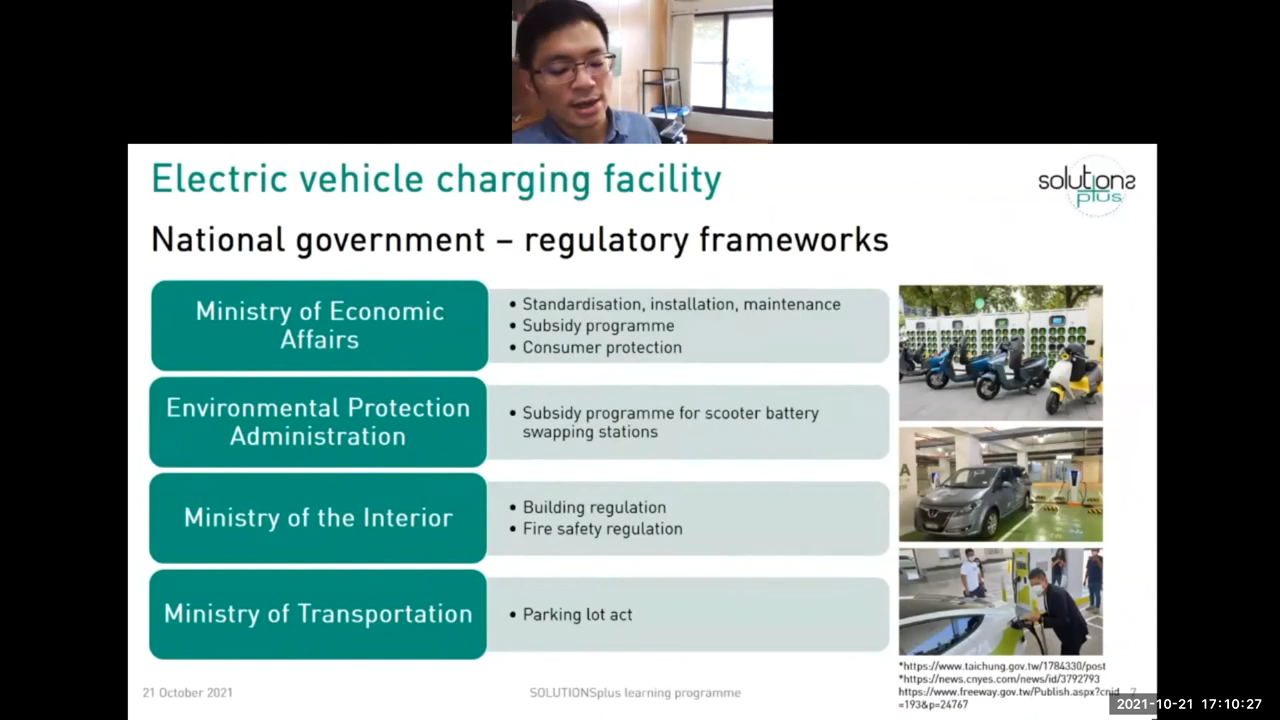 Electric vehicle charging facility
solutions
plus
National government – regulatory frameworks
Ministry of Economic
Affairs
• Standardisation, installation, maintenance
• Subsidy programme
• Consumer protection
Environmental Protection
Administration
• Subsidy programme for scooter battery
swapping stations
Ministry of the Interior
• Building regulation
• Fire safety regulation
Ministry of Transportation
• Parking lot act
*https://www.taichung.gov.tw/1784330/post
*https://news.cnyes.com/news/id/3792793
https://www.freeway.gov.tw/Publish.aspx?cnid
=193&p=24767
21 October 2021
SOLUTIONSplus learning programme
7
2021-10-21 17:10:27